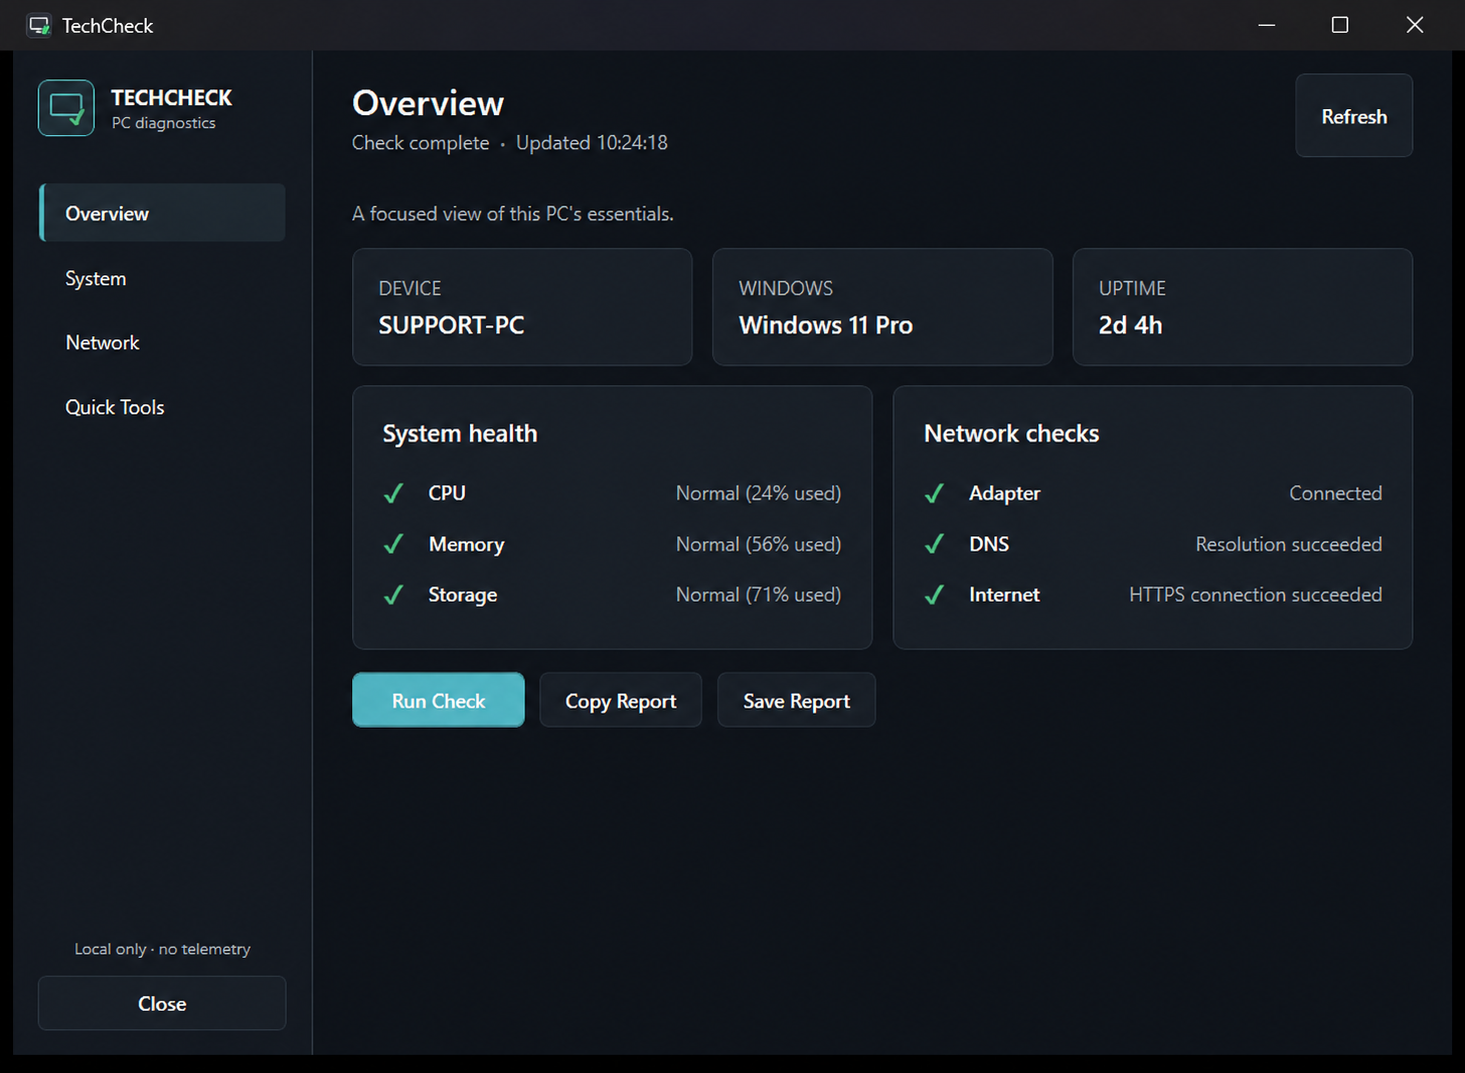 TechCheck
TECHCHECK
PC diagnostics
Overview
System
Network
Quick Tools
Local only · no telemetry
Close
Overview
Check complete · Updated 10:24:18
Refresh
A focused view of this PC's essentials.
DEVICE
SUPPORT-PC
WINDOWS
Windows 11 Pro
UPTIME
2d 4h
System health
CPU Normal (24% used)
Memory Normal (56% used)
Storage Normal (71% used)
Network checks
Adapter Connected
DNS Resolution succeeded
Internet HTTPS connection succeeded
Run Check
Copy Report
Save Report